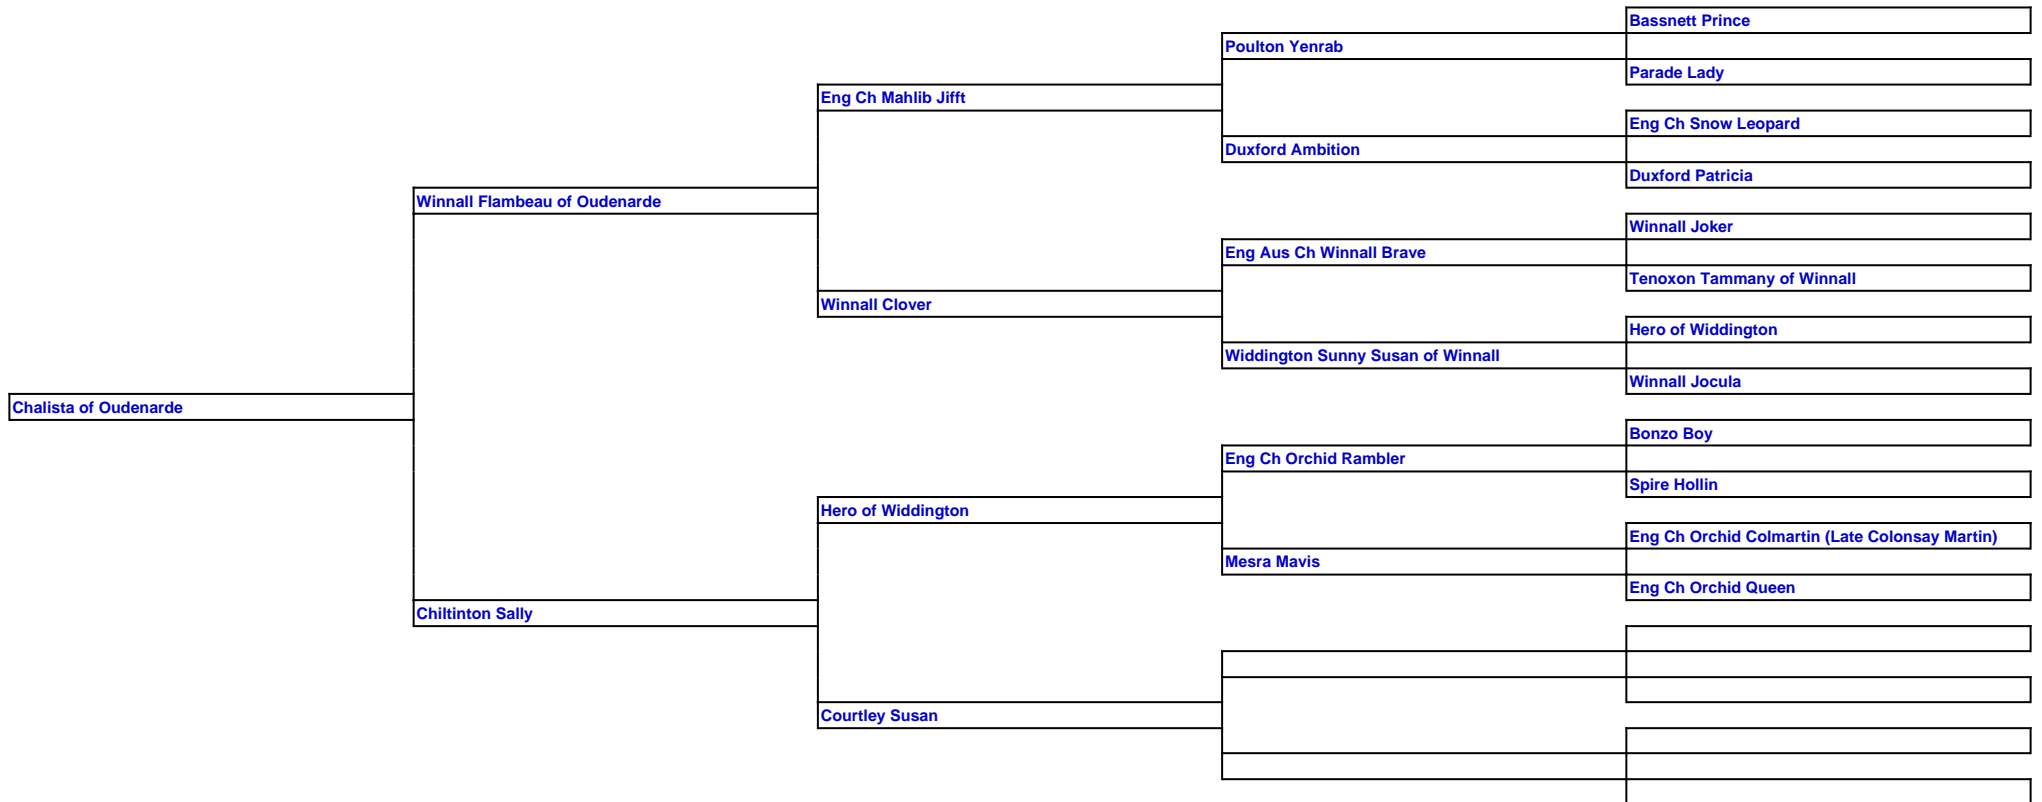 Bassnett Prince
Poulton Yenrab
Parade Lady
Eng Ch Mahlib Jifft
Eng Ch Snow Leopard
Duxford Ambition
Duxford Patricia
Winnall Flambeau of Oudenarde
Winnall Joker
Eng Aus Ch Winnall Brave
Tenoxon Tammany of Winnall
Winnall Clover
Hero of Widdington
Widdington Sunny Susan of Winnall
Winnall Jocula
Chalista of Oudenarde
Bonzo Boy
Eng Ch Orchid Rambler
Spire Hollin
Hero of Widdington
Eng Ch Orchid Colmartin (Late Colonsay Martin)
Mesra Mavis
Eng Ch Orchid Queen
Chiltinton Sally
Courtley Susan